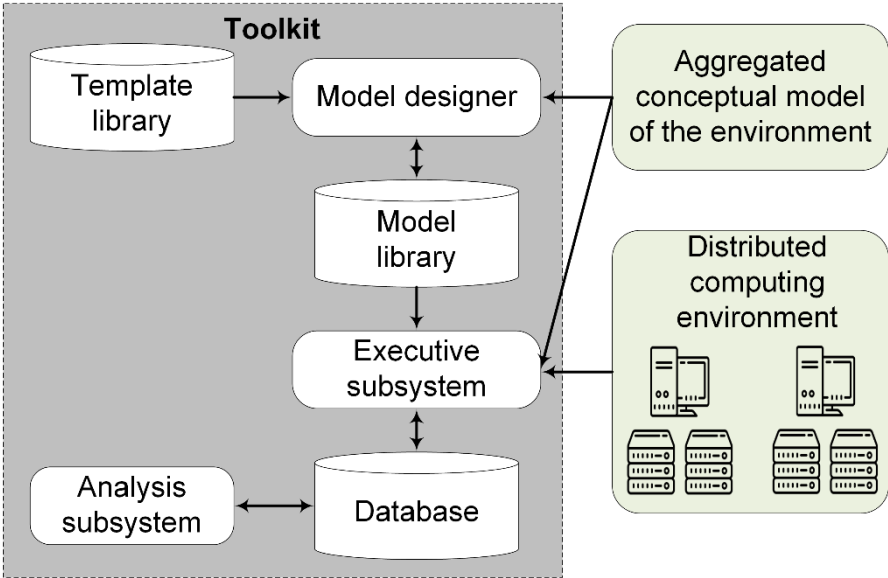 Toolkit
Template
library
Model designer
Aggregated
conceptual model
of the environment
Model
library
Distributed
computing
environment
Executive
subsystem
Analysis
subsystem
Database